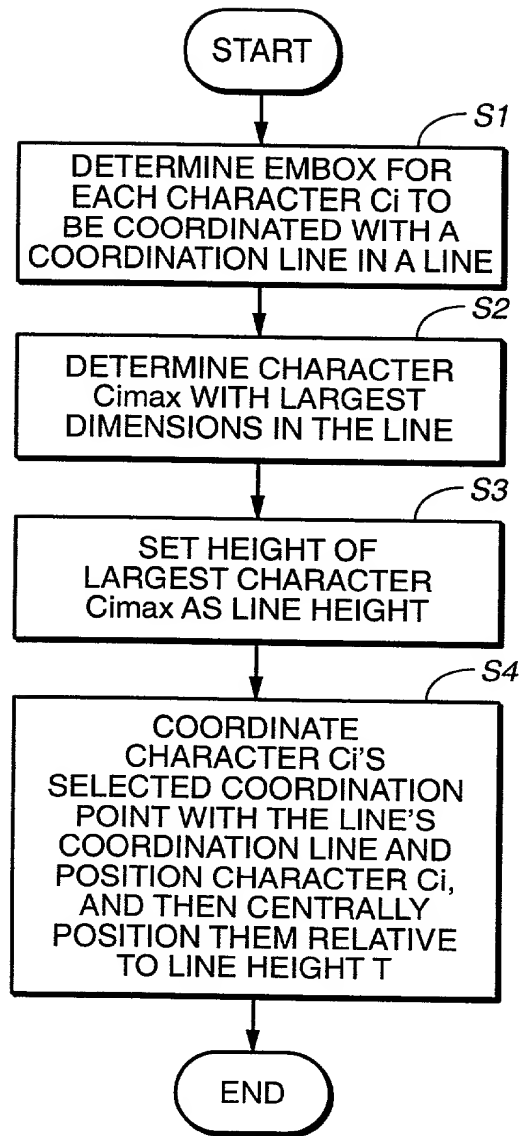 START
S1
DETERMINE EMBOX FOR
EACH CHARACTER Ci TO
BE COORDINATED WITH A
COORDINATION LINE IN A LINE
S2
DETERMINE CHARACTER
Cimax WITH LARGEST
DIMENSIONS IN THE LINE
S3
SET HEIGHT OF
LARGEST CHARACTER
Cimax AS LINE HEIGHT
S4
COORDINATE
CHARACTER Ci'S
SELECTED COORDINATION
POINT WITH THE LINE'S
COORDINATION LINE AND
POSITION CHARACTER Ci,
AND THEN CENTRALLY
POSITION THEM RELATIVE
TO LINE HEIGHT T
END